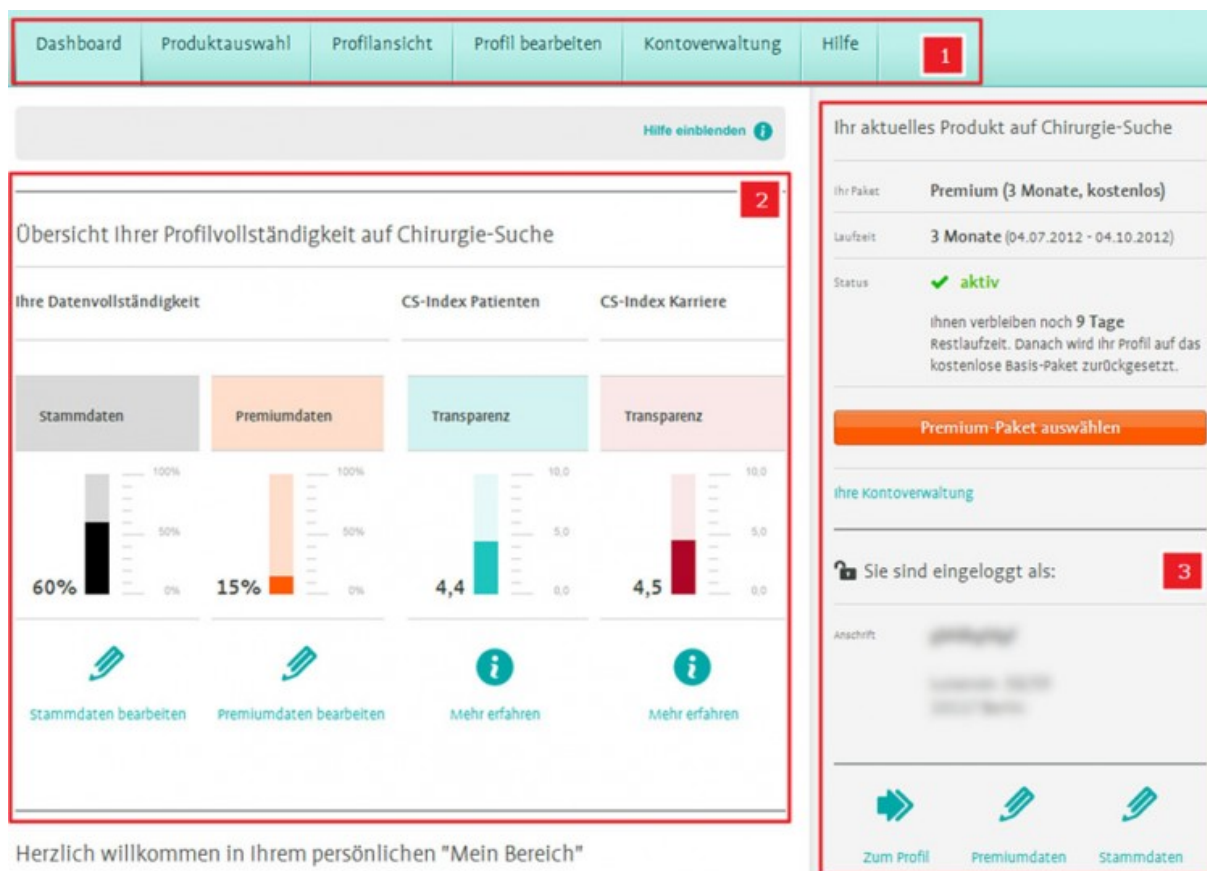 Dashboard Produktauswahl Profilansicht Profil bearbeiten Kontoverwaltung Hilfe 1
Hilfe einblenden i
2
Übersicht Ihrer Profilvollständigkeit auf Chirurgie-Suche
Ihre Datenvollständigkeit CS-Index Patienten CS-Index Karriere
Stammdaten Premiumdaten Transparenz Transparenz
100% 100% 10,0 10,0
50% 50% 5,0 5,0
60% 0% 15% 0% 4,4 0,0 4,5 0,0
i i
Stammdaten bearbeiten Premiumdaten bearbeiten Mehr erfahren Mehr erfahren
Herzlich willkommen in Ihrem persönlichen "Mein Bereich"
Ihr aktuelles Produkt auf Chirurgie-Suche
Ihr Paket Premium (3 Monate, kostenlos)
Laufzeit 3 Monate (04.07.2012 - 04.10.2012)
Status aktiv
Ihnen verbleiben noch 9 Tage
Restlaufzeit. Danach wird Ihr Profil auf das
kostenlose Basis-Paket zurückgesetzt.
Premium-Paket auswählen
Ihre Kontoverwaltung
Sie sind eingeloggt als: 3
Anschrift
Zum Profil Premiumdaten Stammdaten